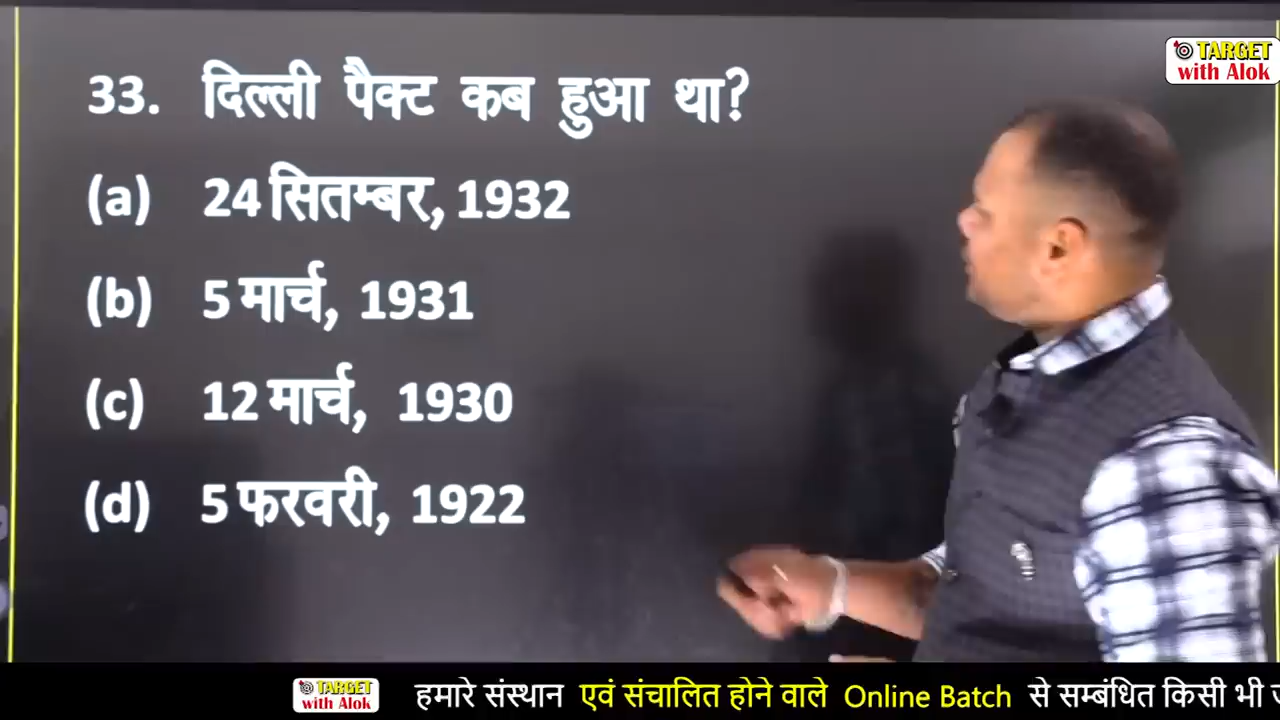 TARGET
with Alok
33. दिल्ली पैक्ट कब हुआ था?
(a) 24 सितम्बर, 1932
(b) 5 मार्च, 1931
(c) 12 मार्च, 1930
(d) 5 फरवरी, 1922
TARGET
with Alok
हमारे संस्थान एवं संचालित होने वाले Online Batch से सम्बंधित किसी भी